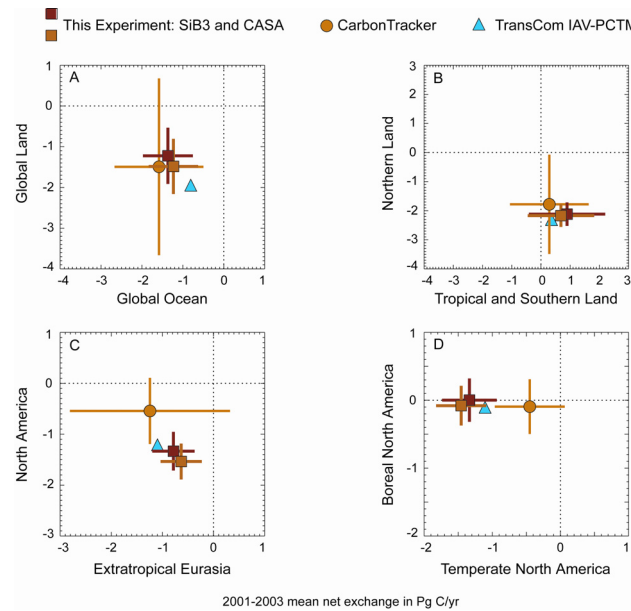 This Experiment: SiB3 and CASA CarbonTracker TransCom IAV-PCTM
A
1
0
-1
-2
-3
-4
Global Land
-4 -3 -2 -1 0 1
Global Ocean
B
3
2
1
0
-1
-2
-3
-4
Northern Land
-4 -3 -2 -1 0 1 2 3
Tropical and Southern Land
C
1
0
-1
-2
-3
North America
-3 -2 -1 0 1
Extratropical Eurasia
D
1
0
-1
-2
Boreal North America
-2 -1 0 1
Temperate North America
2001-2003 mean net exchange in Pg C/yr